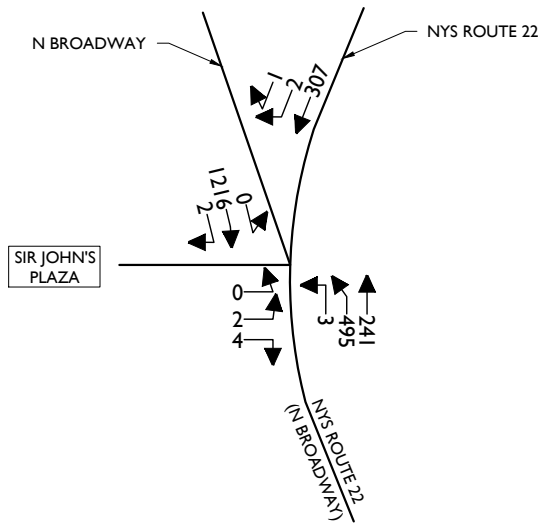 NYS ROUTE 22
N BROADWAY
1
2
307
0
1216
2
SIR JOHN'S
PLAZA
0
2
4
3
495
241
NYS ROUTE 22
(N BROADWAY)